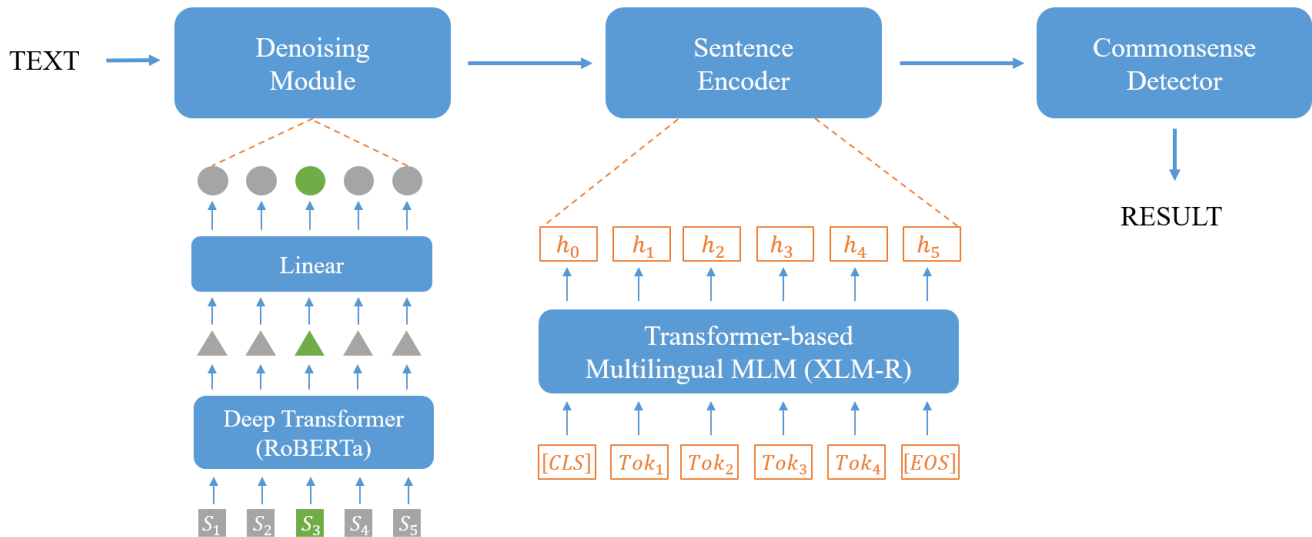 TEXT
Denoising
Module
Sentence
Encoder
Commonsense
Detector
RESULT
Linear
Deep Transformer
(RoBERTa)
S₁ S₂ S₃ S₄ S₅
h₀ h₁ h₂ h₃ h₄ h₅
Transformer-based
Multilingual MLM (XLM-R)
[CLS] Tok₁ Tok₂ Tok₃ Tok₄ [EOS]